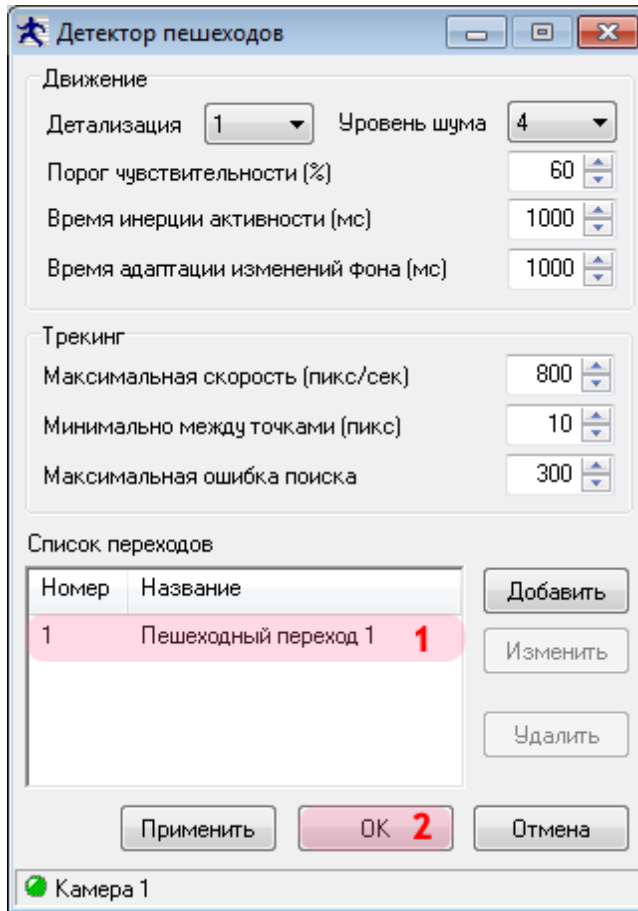 Детектор пешеходов
Движение
Детализация 1 Уровень шума 4
Порог чувствительности (%) 60
Время инерции активности (мс) 1000
Время адаптации изменений фона (мс) 1000
Трекинг
Максимальная скорость (пикс/сек) 800
Минимально между точками (пикс) 10
Максимальная ошибка поиска 300
Список переходов
Номер Название
Добавить
1 Пешеходный переход 1 1
Изменить
Удалить
Применить OK 2 Отмена
Камера 1